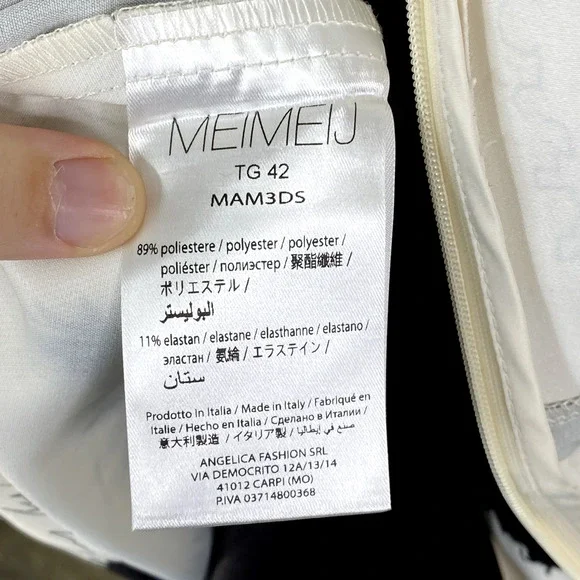 MEIMEIJ
TG 42
MAM3DS
89% poliestere / polyester / polyester /
poliéster / полиэстер / 聚酯纖維 /
ポリエステル /
البوليستر
11% elastan / elastane / elasthanne / elastano /
эластан / 氨綸 / エラステイン /
ستان
Prodotto in Italia / Made in Italy / Fabriqué en
Italie / Hecho en Italia / Сделано в Италии /
意大利製造 / イタリア製 / صنع في إيطاليا
ANGELICA FASHION SRL
VIA DEMOCRITO 12A/13/14
41012 CARPI (MO)
P.IVA 03714800368